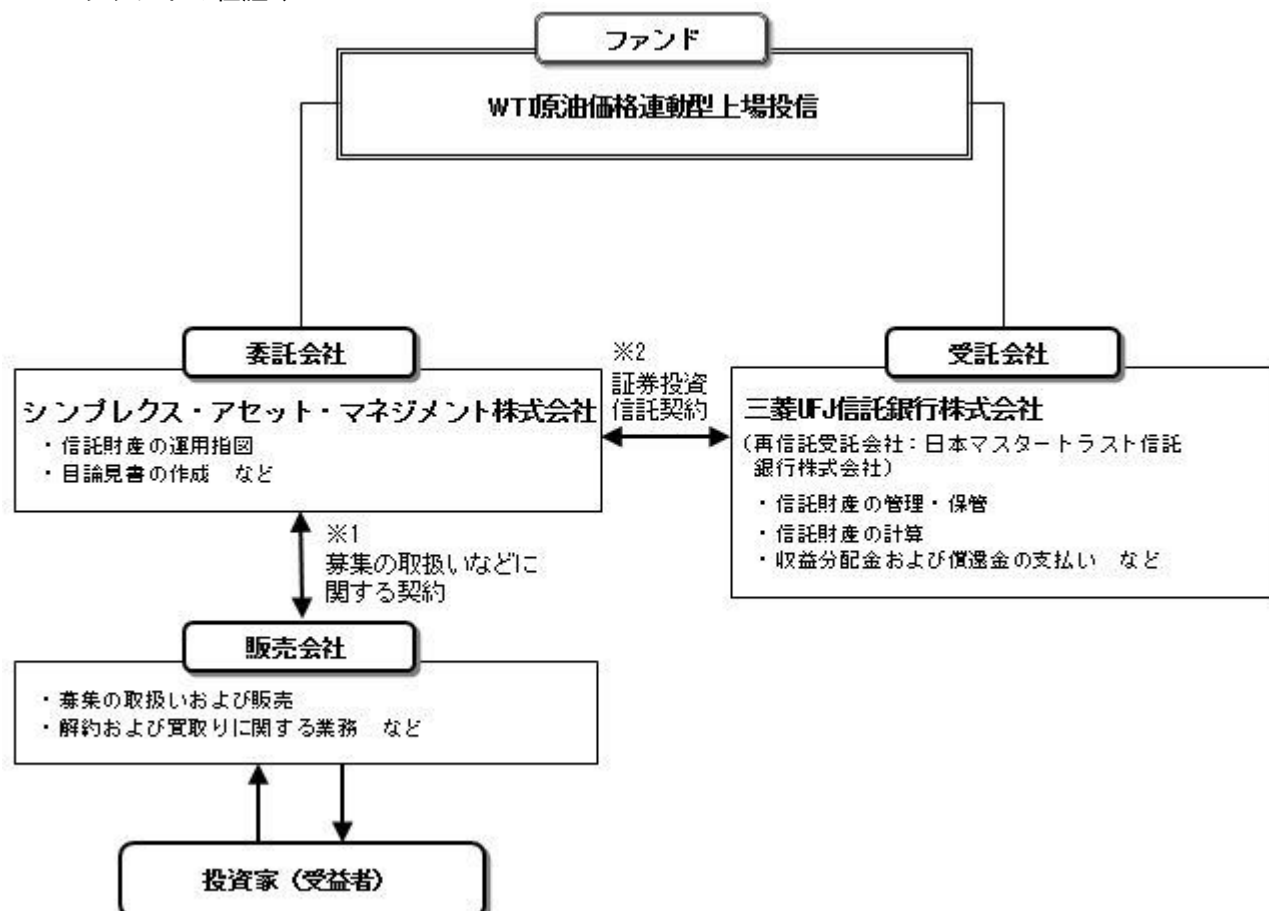 ファンド
WTI原油価格連動型上場投信
委託会社
シンプレクス・アセット・マネジメント株式会社
・信託財産の運用指図
・目論見書の作成 など
※2
証券投資
信託契約
受託会社
三菱UFJ信託銀行株式会社
(再信託受託会社:日本マスタートラスト信託
銀行株式会社)
・信託財産の管理・保管
・信託財産の計算
・収益分配金および償還金の支払い など
※1
募集の取扱いなどに
関する契約
販売会社
・募集の取扱いおよび販売
・解約および買取りに関する業務 など
投資家(受益者)